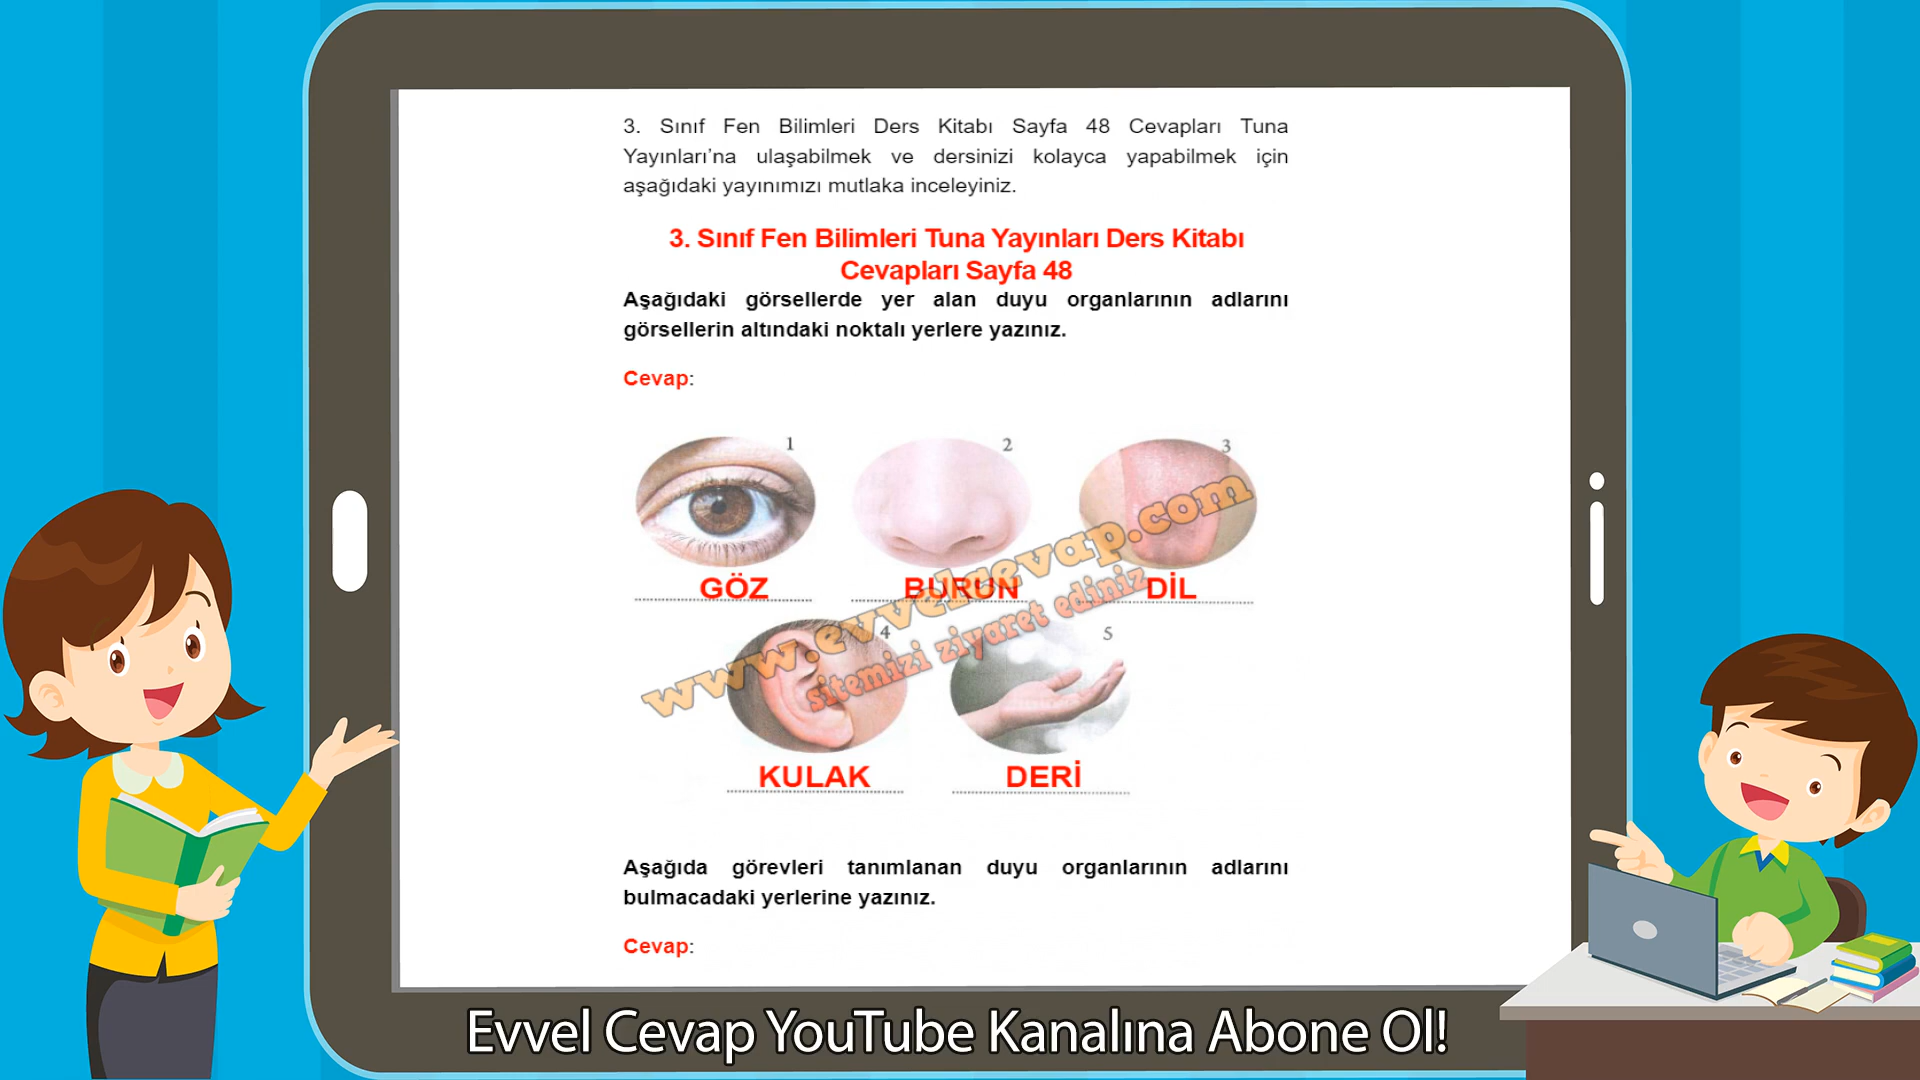 3. Sınıf Fen Bilimleri Ders Kitabı Sayfa 48 Cevapları Tuna
Yayınları’na ulaşabilmek ve dersinizi kolayca yapabilmek için
aşağıdaki yayınımızı mutlaka inceleyiniz.
3. Sınıf Fen Bilimleri Tuna Yayınları Ders Kitabı
Cevapları Sayfa 48
Aşağıdaki görsellerde yer alan duyu organlarının adlarını
görsellerin altındaki noktalı yerlere yazınız.
Cevap:
1 2 3
GÖZ BURUN DİL
4 5
www.evvelcevap.com
sitemizi ziyaret ediniz
KULAK DERİ
Aşağıda görevleri tanımlanan duyu organlarının adlarını
bulmacadaki yerlerine yazınız.
Cevap:
Evvel Cevap YouTube Kanalına Abone Ol!